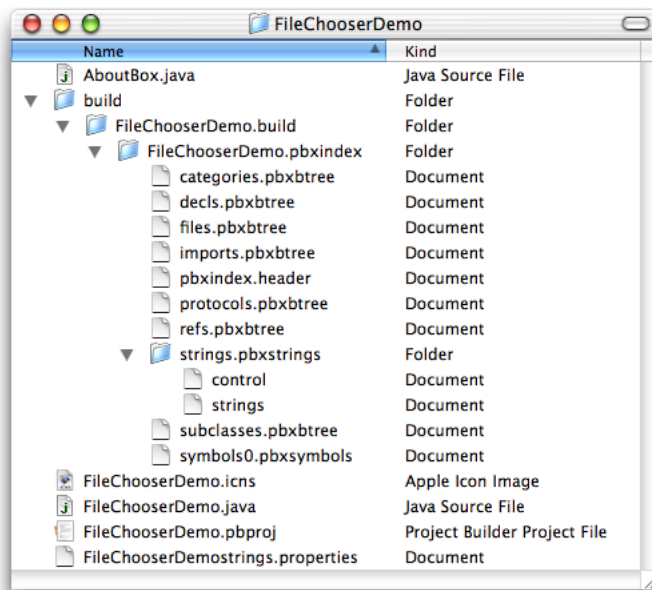 FileChooserDemo
Name Kind
AboutBox.java Java Source File
build Folder
FileChooserDemo.build Folder
FileChooserDemo.pbxindex Folder
categories.pbxbtree Document
decls.pbxbtree Document
files.pbxbtree Document
imports.pbxbtree Document
pbxindex.header Document
protocols.pbxbtree Document
refs.pbxbtree Document
strings.pbxstrings Folder
control Document
strings Document
subclasses.pbxbtree Document
symbols0.pbxsymbols Document
FileChooserDemo.icns Apple Icon Image
FileChooserDemo.java Java Source File
FileChooserDemo.pbproj Project Builder Project File
FileChooserDemostrings.properties Document